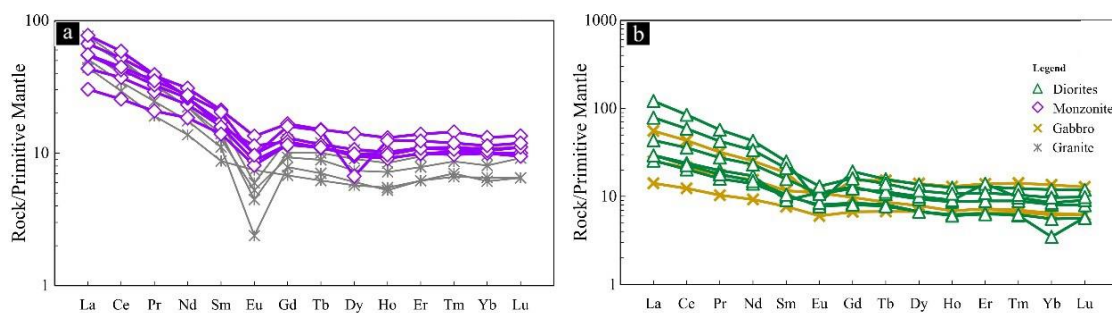 a
Rock/Primitive Mantle
100
10
1
La Ce Pr Nd Sm Eu Gd Tb Dy Ho Er Tm Yb Lu
b
Rock/Primitive Mantle
1000
100
10
1
La Ce Pr Nd Sm Eu Gd Tb Dy Ho Er Tm Yb Lu
Legend
Diorites
Monzonite
Gabbro
Granite